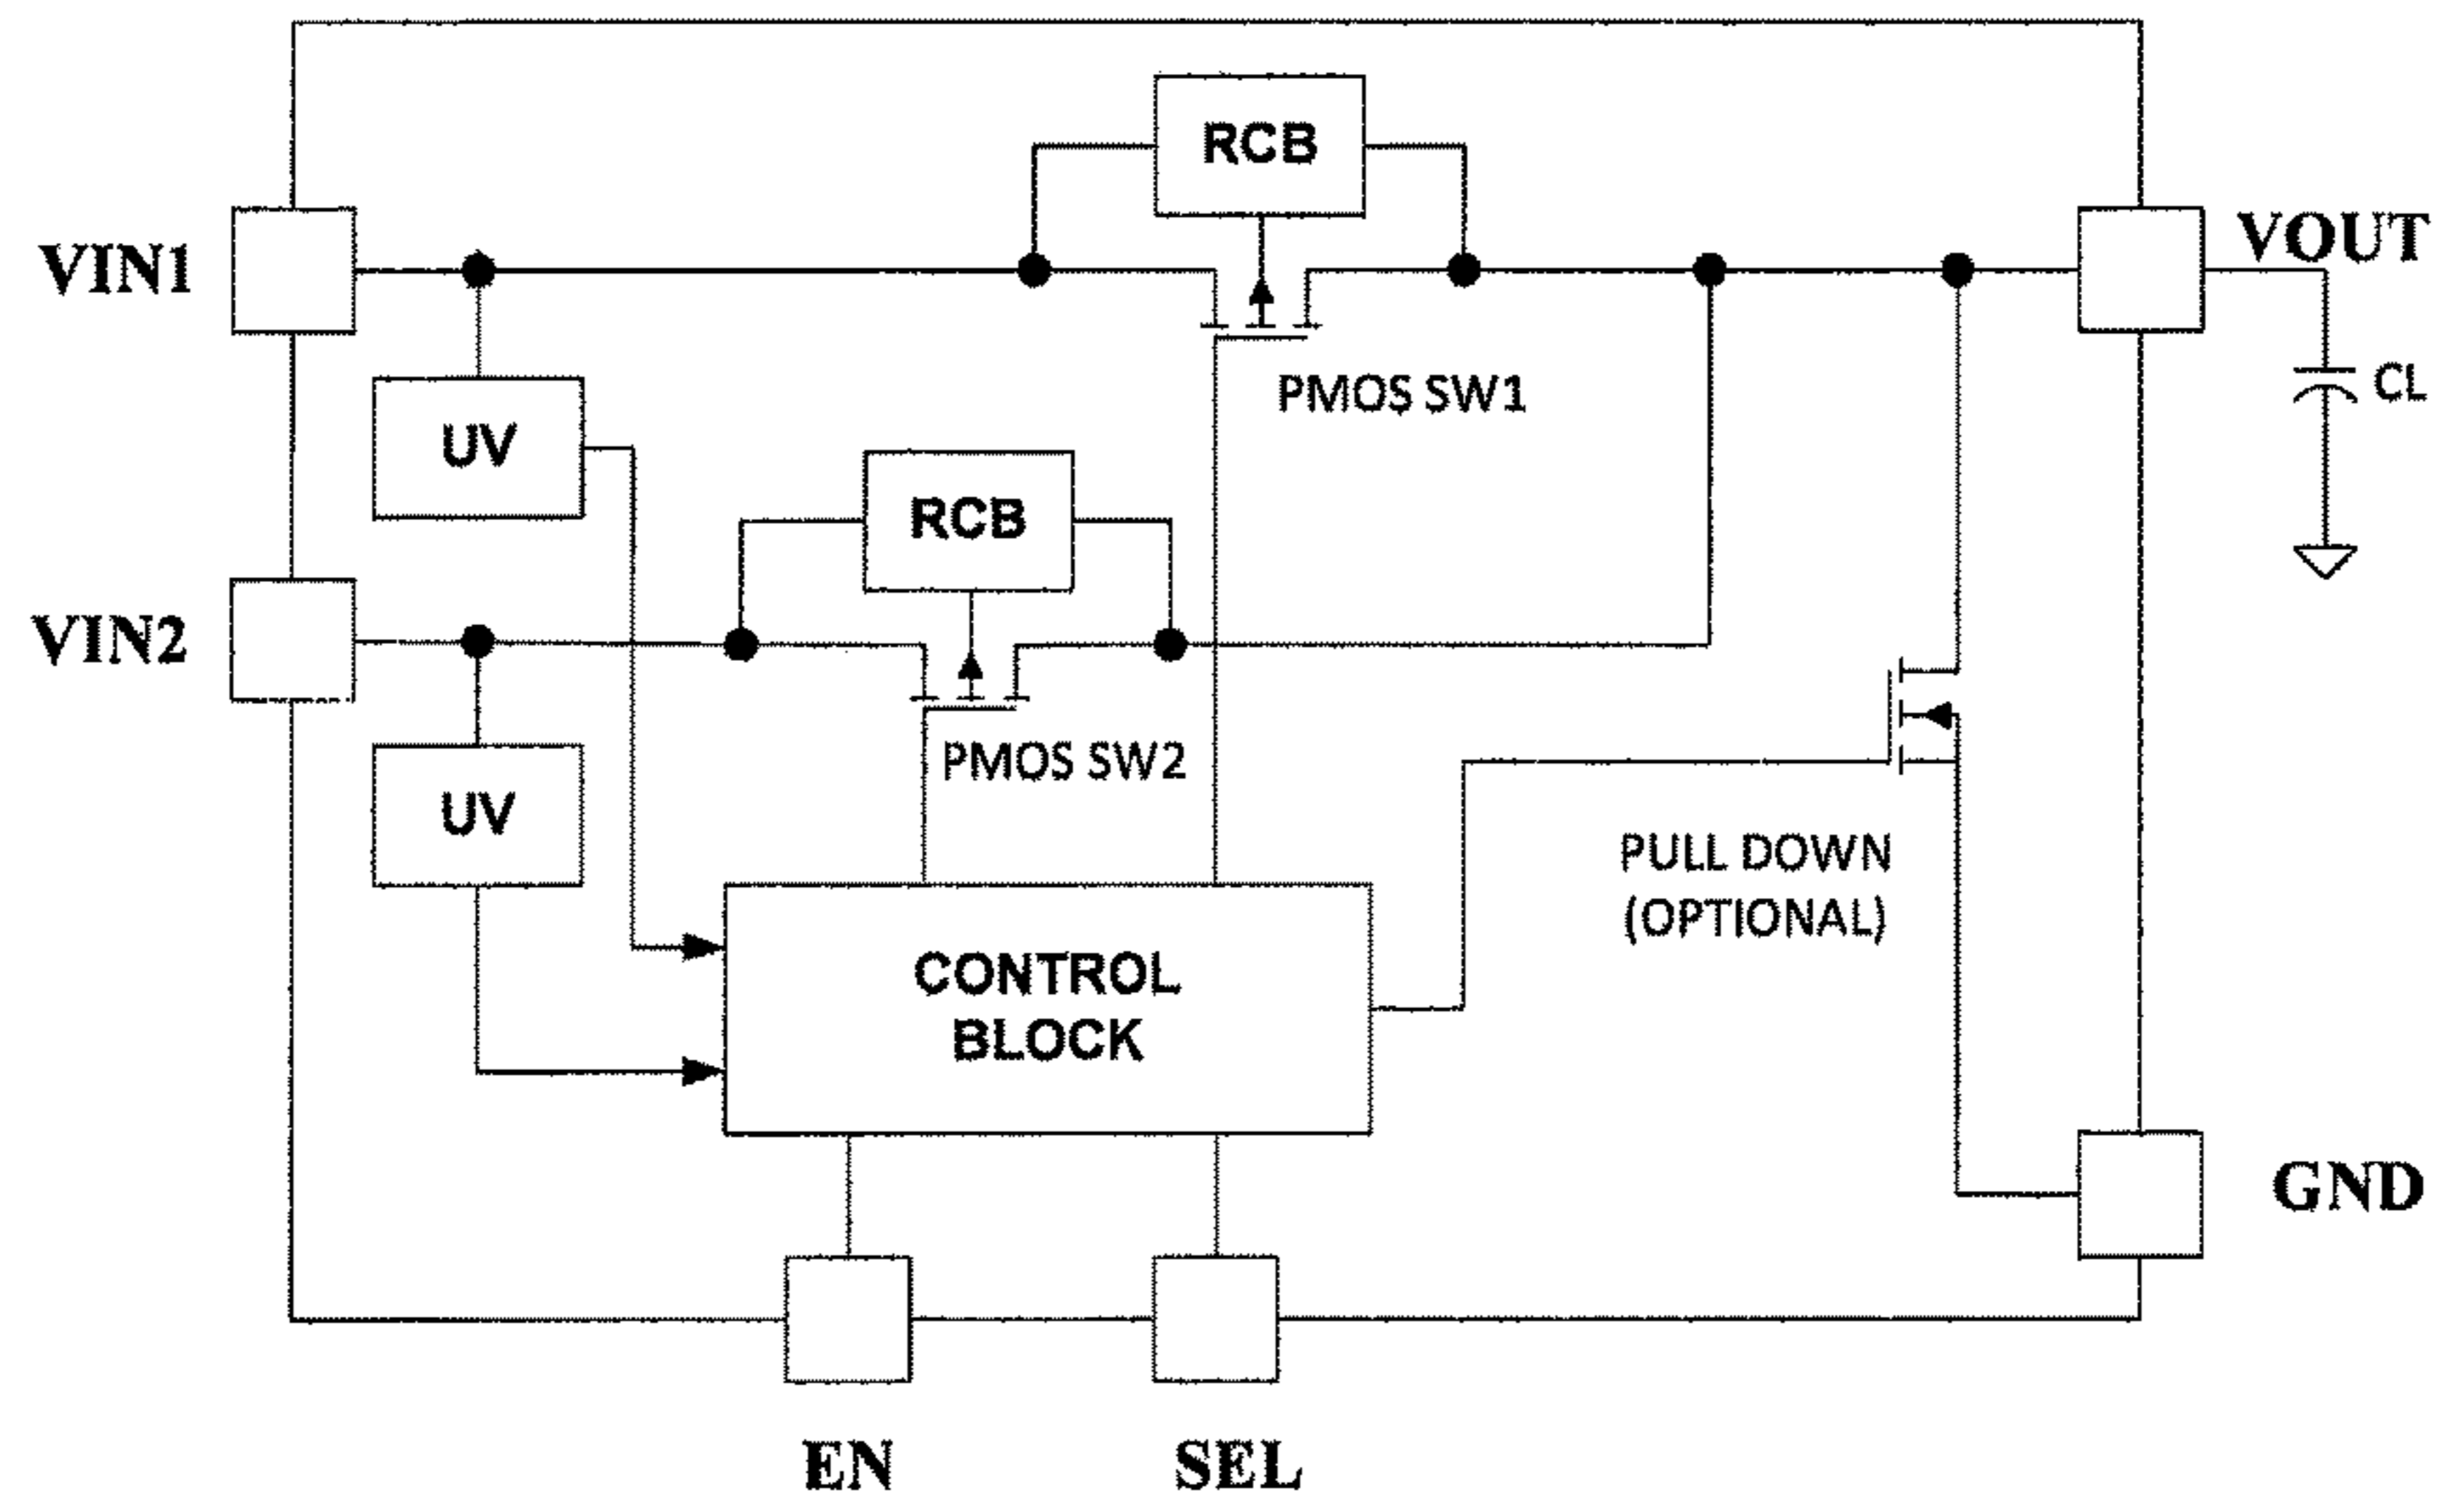 RCB
VIN1
VOUT
PMOS SW1
CL
UV
RCB
VIN2
PMOS SW2
UV
PULL DOWN
(OPTIONAL)
CONTROL
BLOCK
GND
EN
SEL